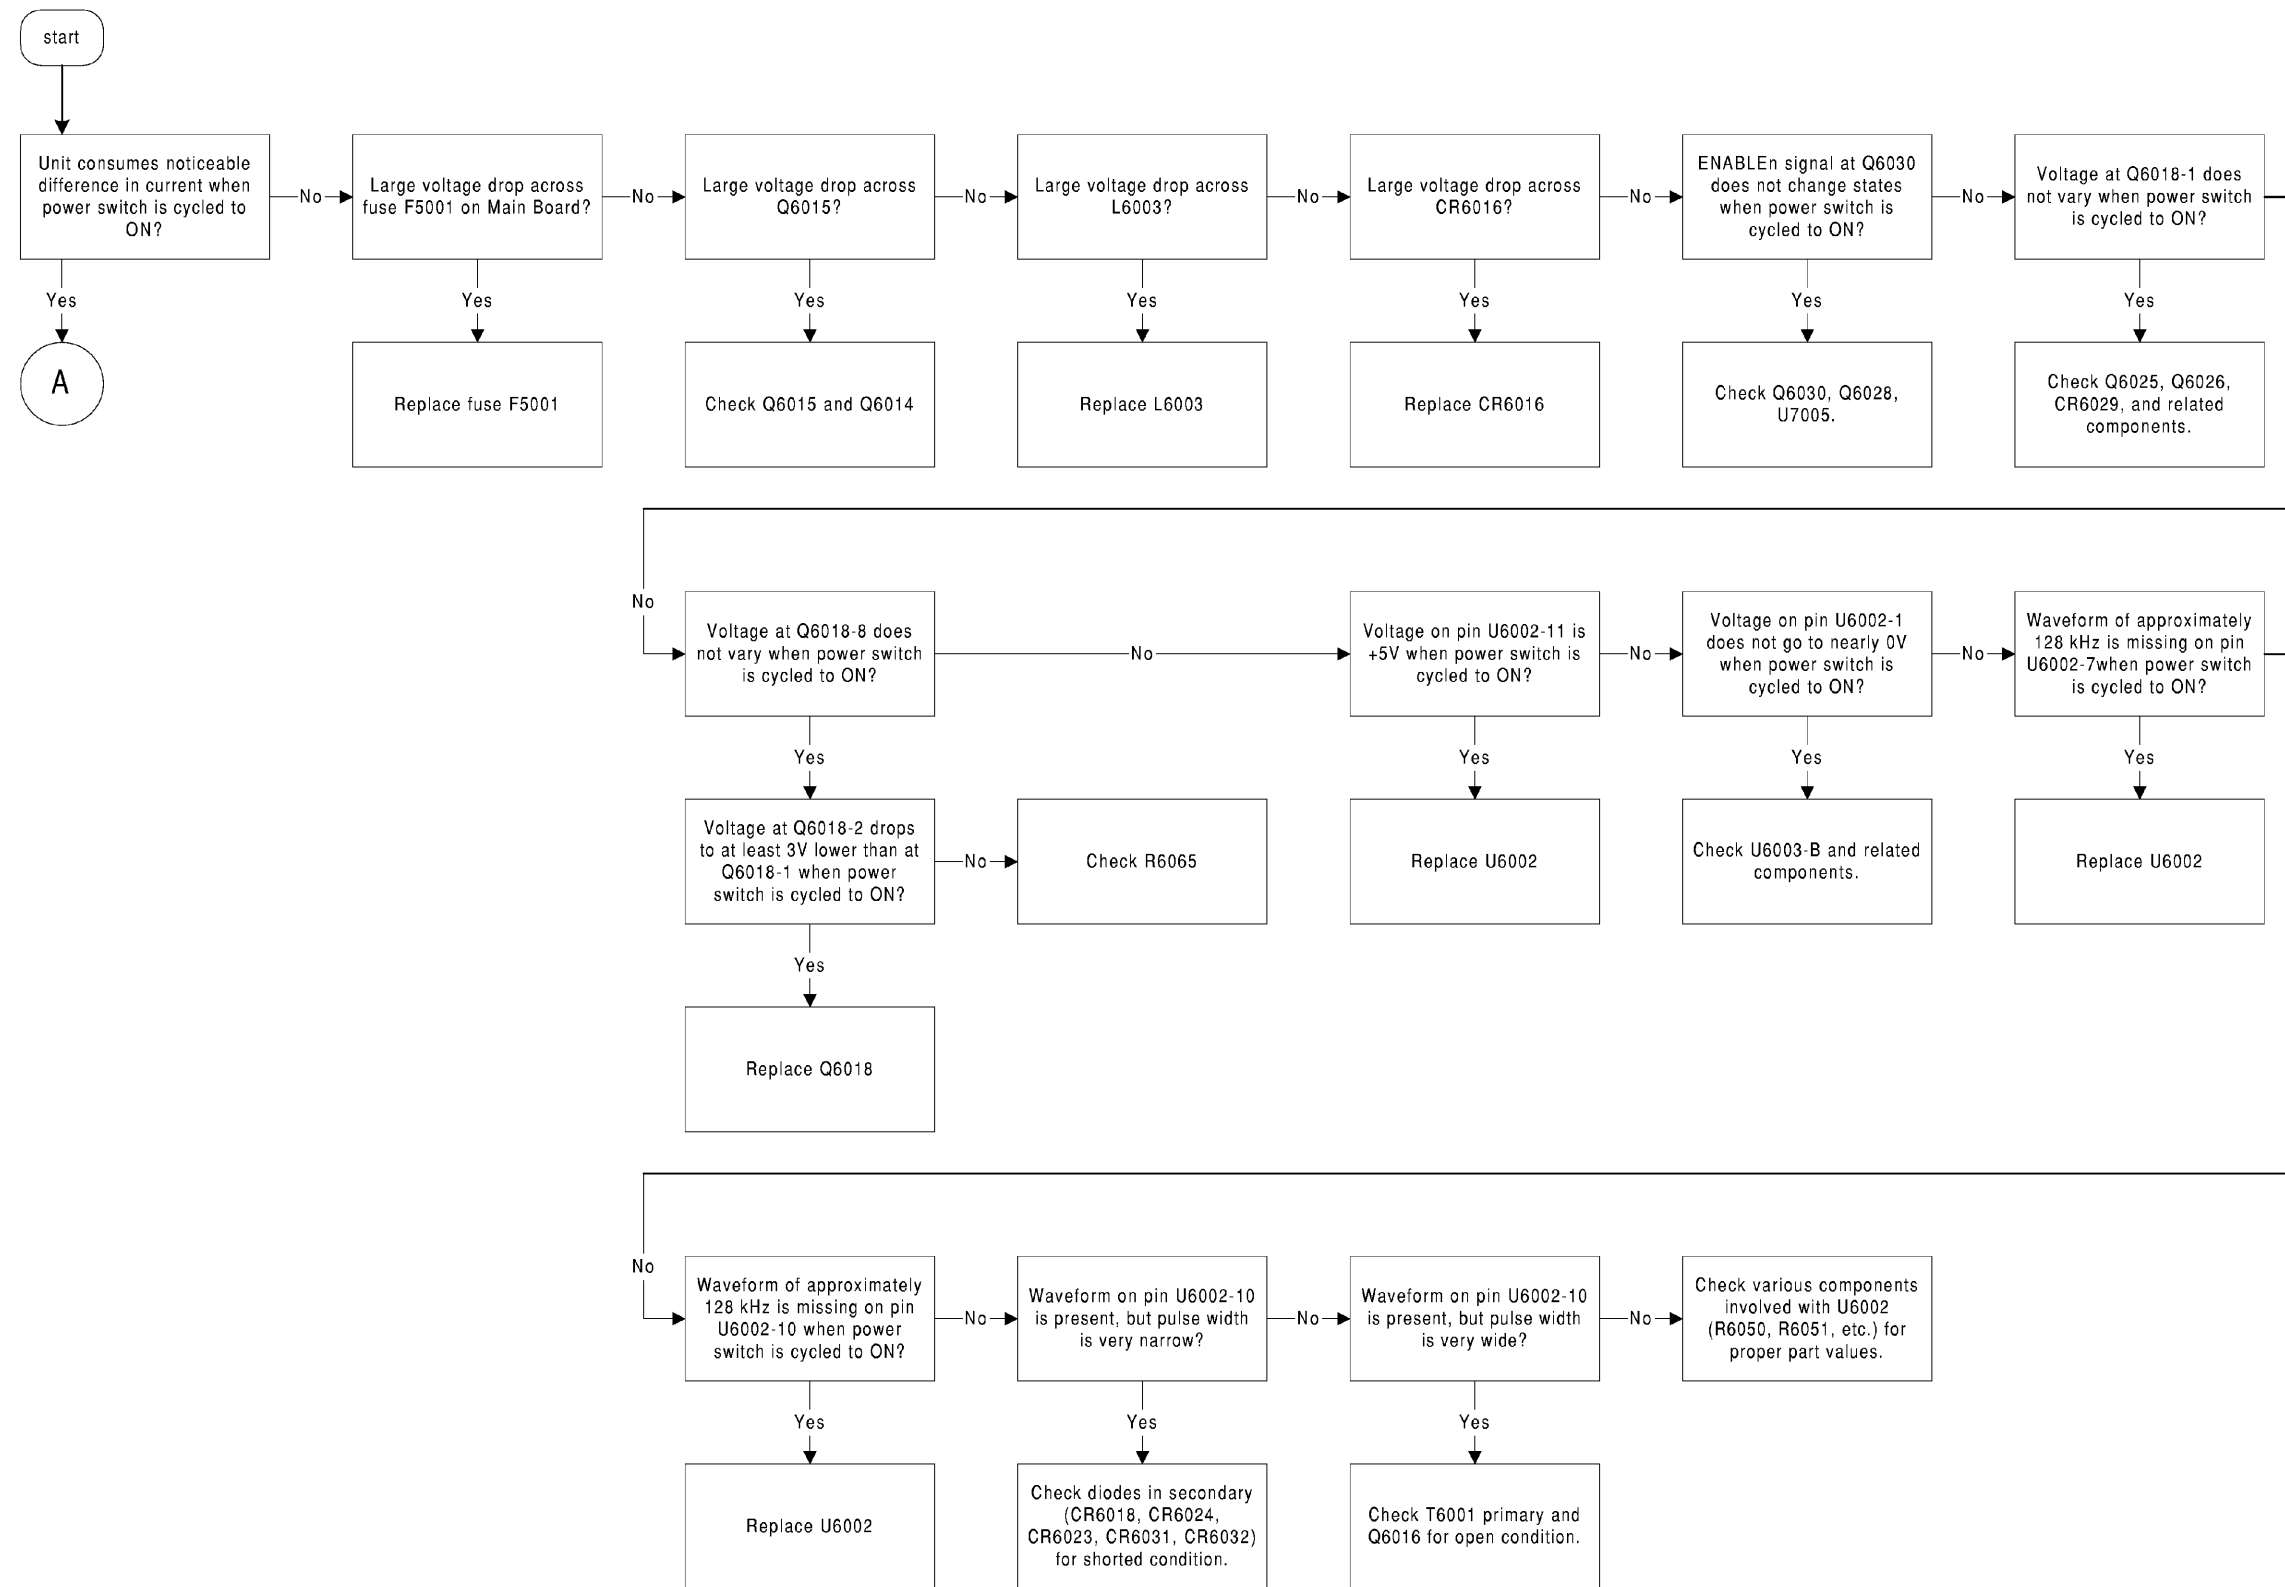 start
Unit consumes noticeable
difference in current when
power switch is cycled to
ON?
No
Large voltage drop across
fuse F5001 on Main Board?
No
Large voltage drop across
Q6015?
No
Large voltage drop across
L6003?
No
Large voltage drop across
CR6016?
No
ENABLEn signal at Q6030
does not change states
when power switch is
cycled to ON?
No
Voltage at Q6018-1 does
not vary when power switch
is cycled to ON?
Yes
Yes
Yes
Yes
Yes
Yes
Yes
A
Replace fuse F5001
Check Q6015 and Q6014
Replace L6003
Replace CR6016
Check Q6030, Q6028,
U7005.
Check Q6025, Q6026,
CR6029, and related
components.
No
Voltage at Q6018-8 does
not vary when power switch
is cycled to ON?
No
Voltage on pin U6002-11 is
+5V when power switch is
cycled to ON?
No
Voltage on pin U6002-1
does not go to nearly 0V
when power switch is
cycled to ON?
No
Waveform of approximately
128 kHz is missing on pin
U6002-7when power switch
is cycled to ON?
Yes
Yes
Yes
Yes
Voltage at Q6018-2 drops
to at least 3V lower than at
Q6018-1 when power
switch is cycled to ON?
No
Check R6065
Replace U6002
Check U6003-B and related
components.
Replace U6002
Yes
Replace Q6018
No
Waveform of approximately
128 kHz is missing on pin
U6002-10 when power
switch is cycled to ON?
No
Waveform on pin U6002-10
is present, but pulse width
is very narrow?
No
Waveform on pin U6002-10
is present, but pulse width
is very wide?
No
Check various components
involved with U6002
(R6050, R6051, etc.) for
proper part values.
Yes
Yes
Yes
Replace U6002
Check diodes in secondary
(CR6018, CR6024,
CR6023, CR6031, CR6032)
for shorted condition.
Check T6001 primary and
Q6016 for open condition.